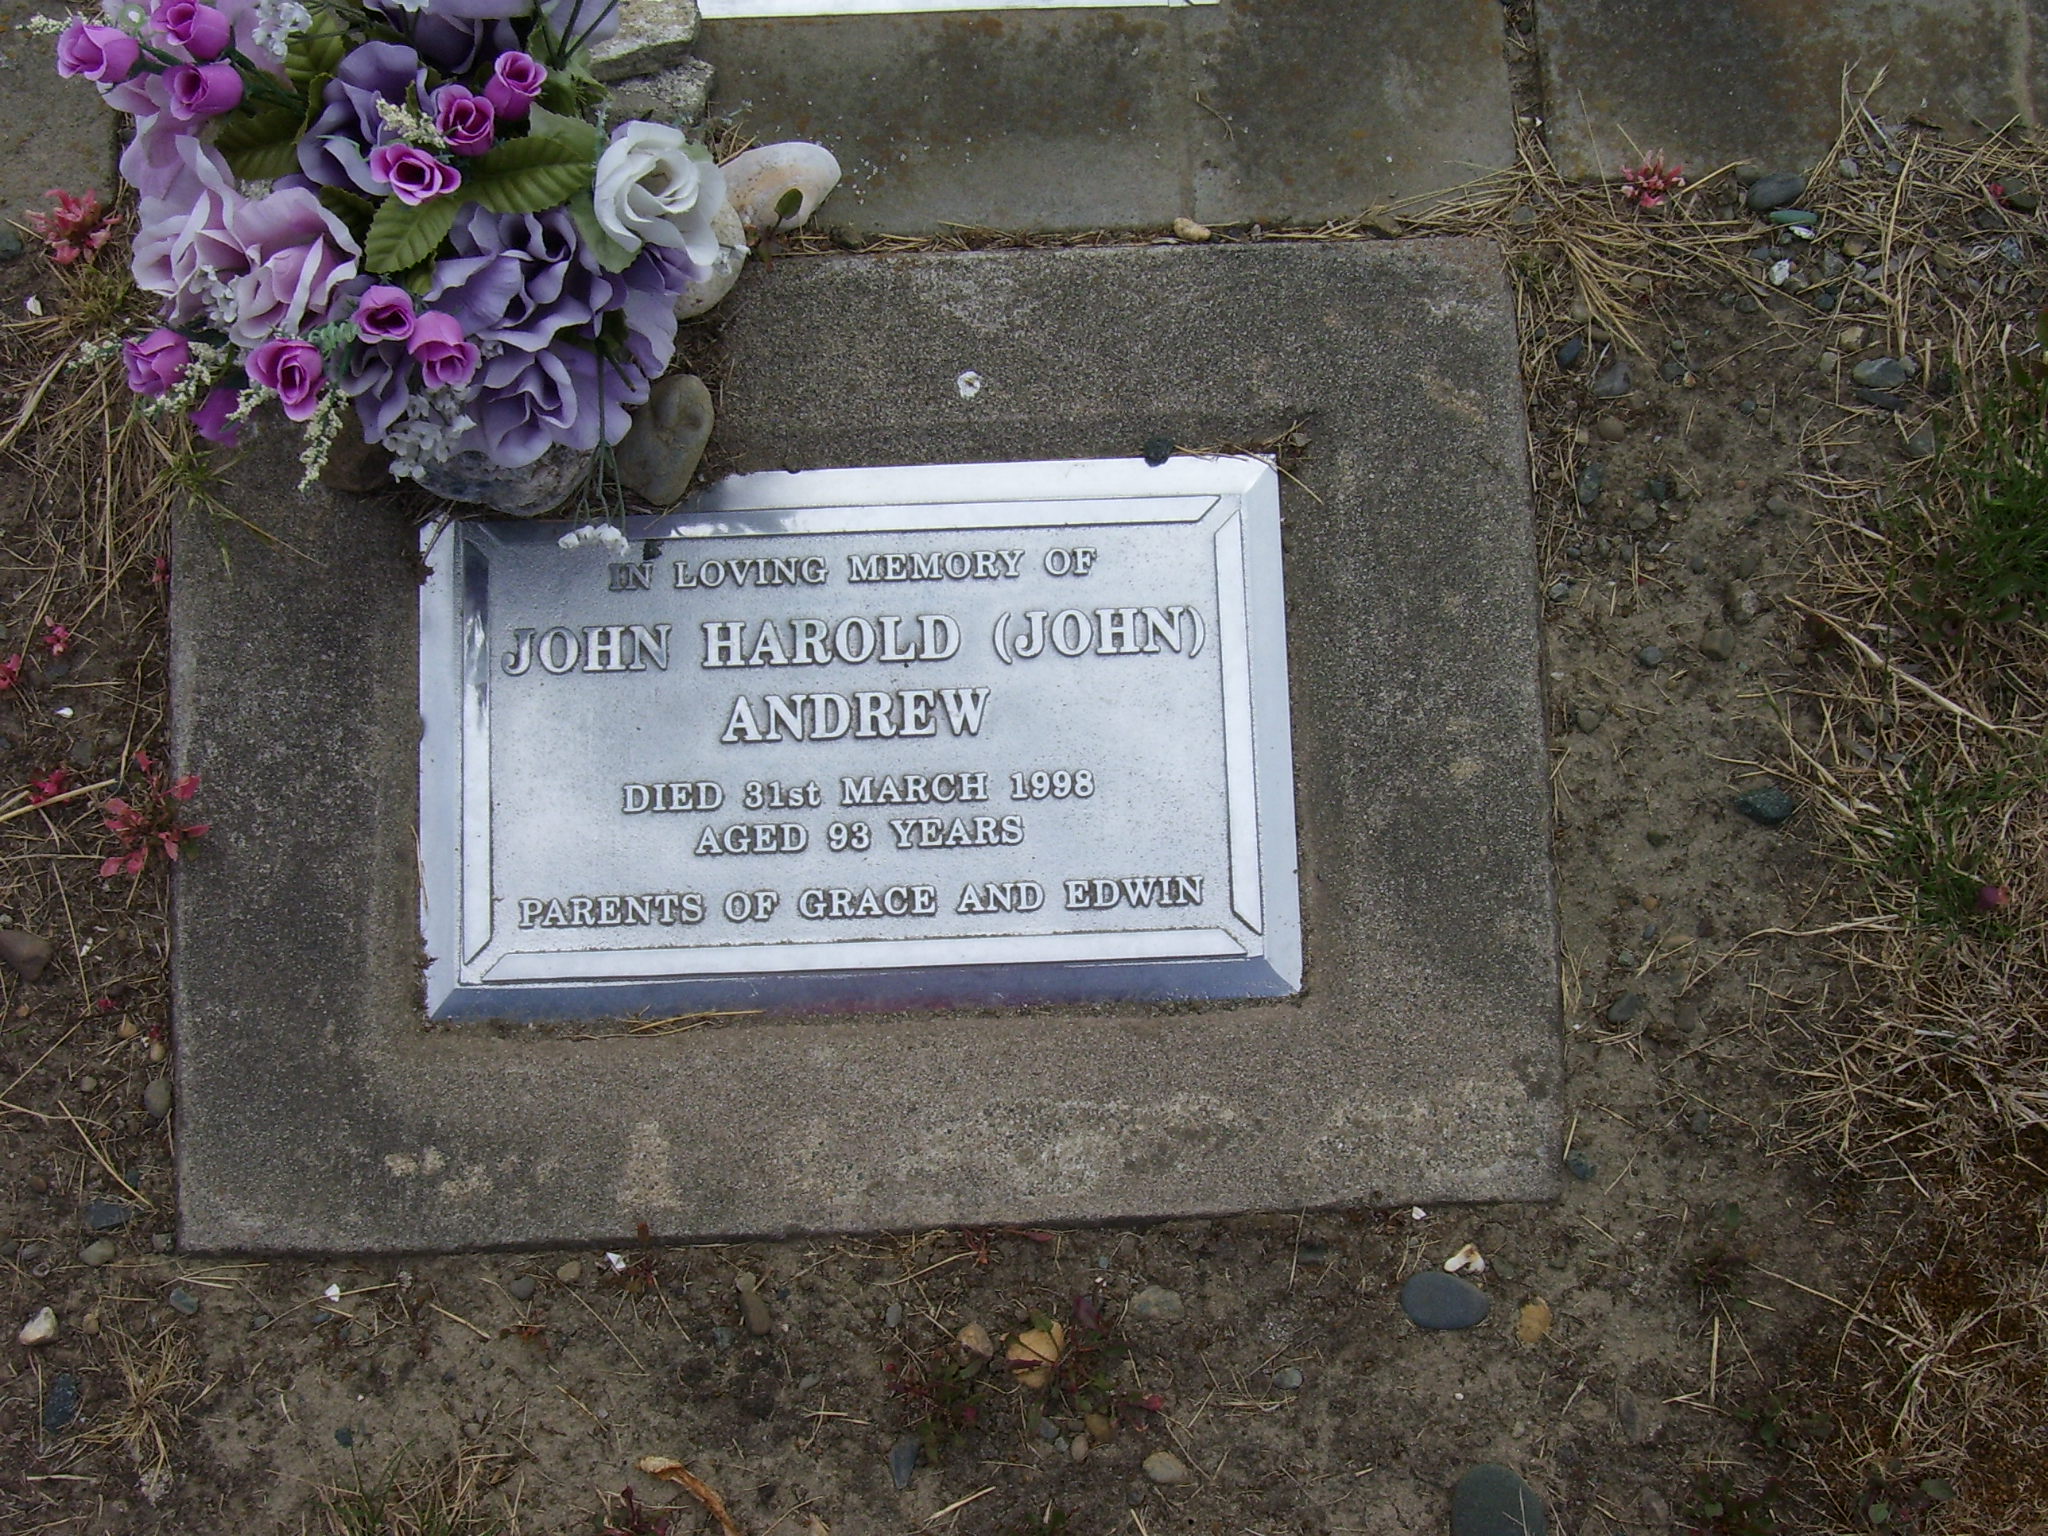 IN LOVING MEMORY OF
JOHN HAROLD (JOHN)
ANDREW
DIED 31st MARCH 1998
AGED 93 YEARS
PARENTS OF GRACE AND EDWIN